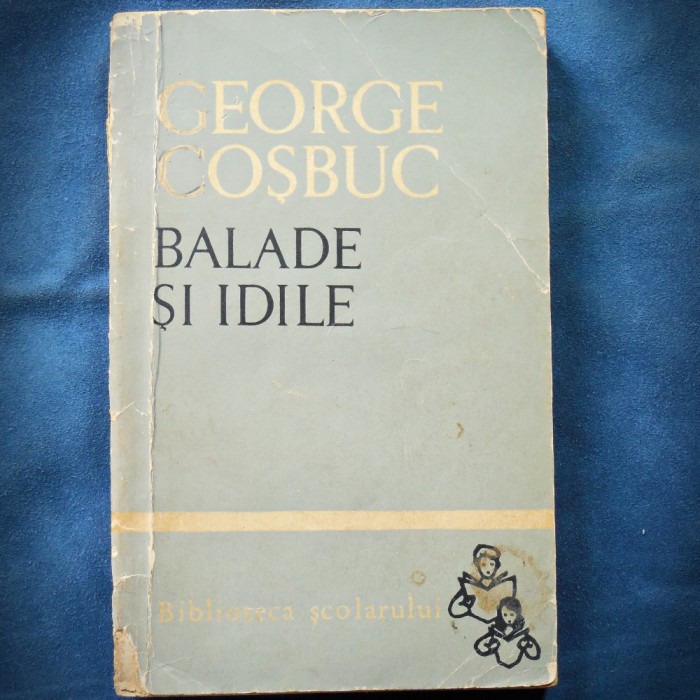 GEORGE
COŞBUC
BALADE
ŞI IDILE
Biblioteca şcolarului